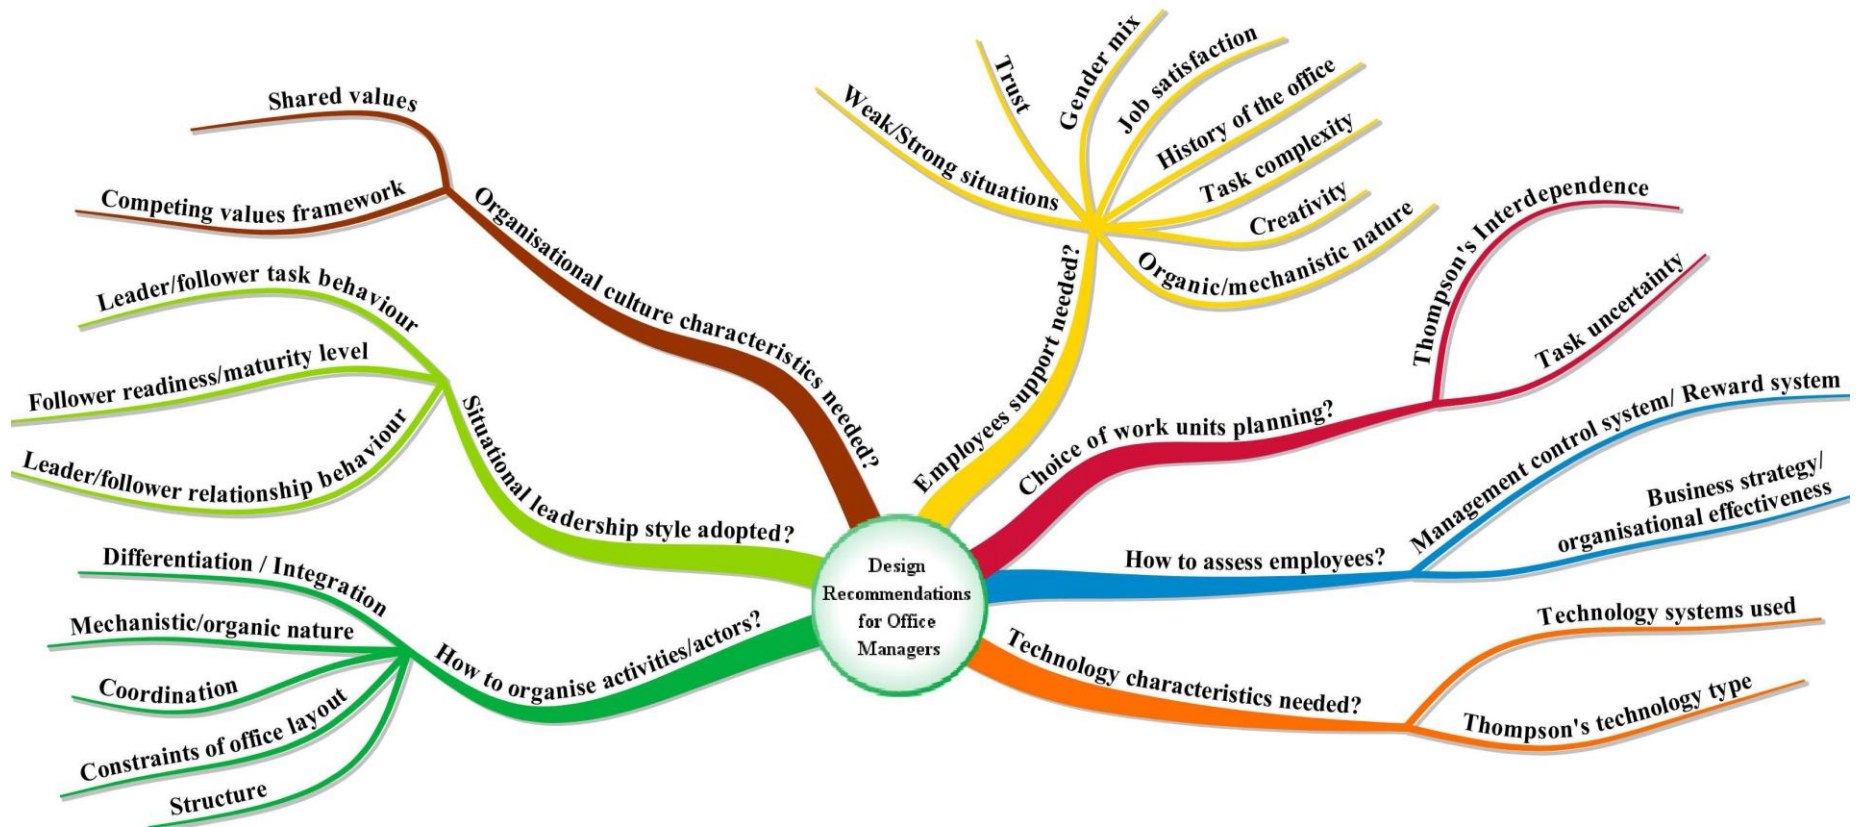 Design
Recommendations
for Office
Managers
Organisational culture characteristics needed?
Shared values
Competing values framework
Situational leadership style adopted?
Leader/follower task behaviour
Follower readiness/maturity level
Leader/follower relationship behaviour
How to organise activities/actors?
Differentiation / Integration
Mechanistic/organic nature
Coordination
Constraints of office layout
Structure
Employees support needed?
Weak/Strong situations
Trust
Gender mix
Job satisfaction
History of the office
Task complexity
Creativity
Organic/mechanistic nature
Choice of work units planning?
Thompson's Interdependence
Task uncertainty
How to assess employees?
Management control system/ Reward system
Business strategy/
organisational effectiveness
Technology characteristics needed?
Technology systems used
Thompson's technology type